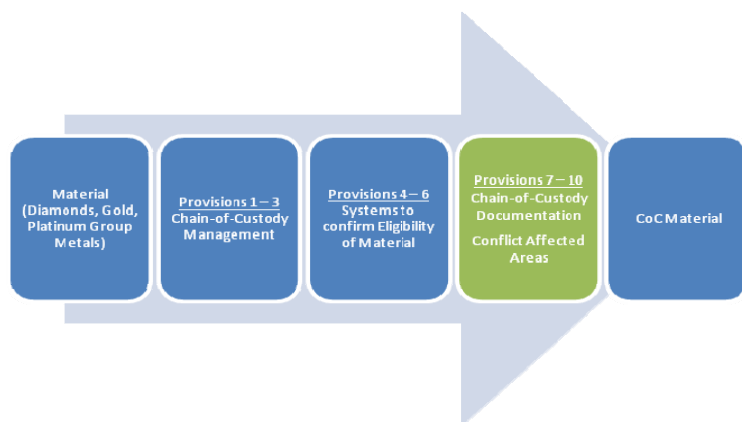 Material
(Diamonds, Gold,
Platinum Group
Metals)
Provisions 1 – 3
Chain-of-Custody
Management
Provisions 4 – 6
Systems to
confirm Eligibility
of Material
Provisions 7 – 10
Chain-of-Custody
Documentation
Conflict Affected
Areas
CoC Material